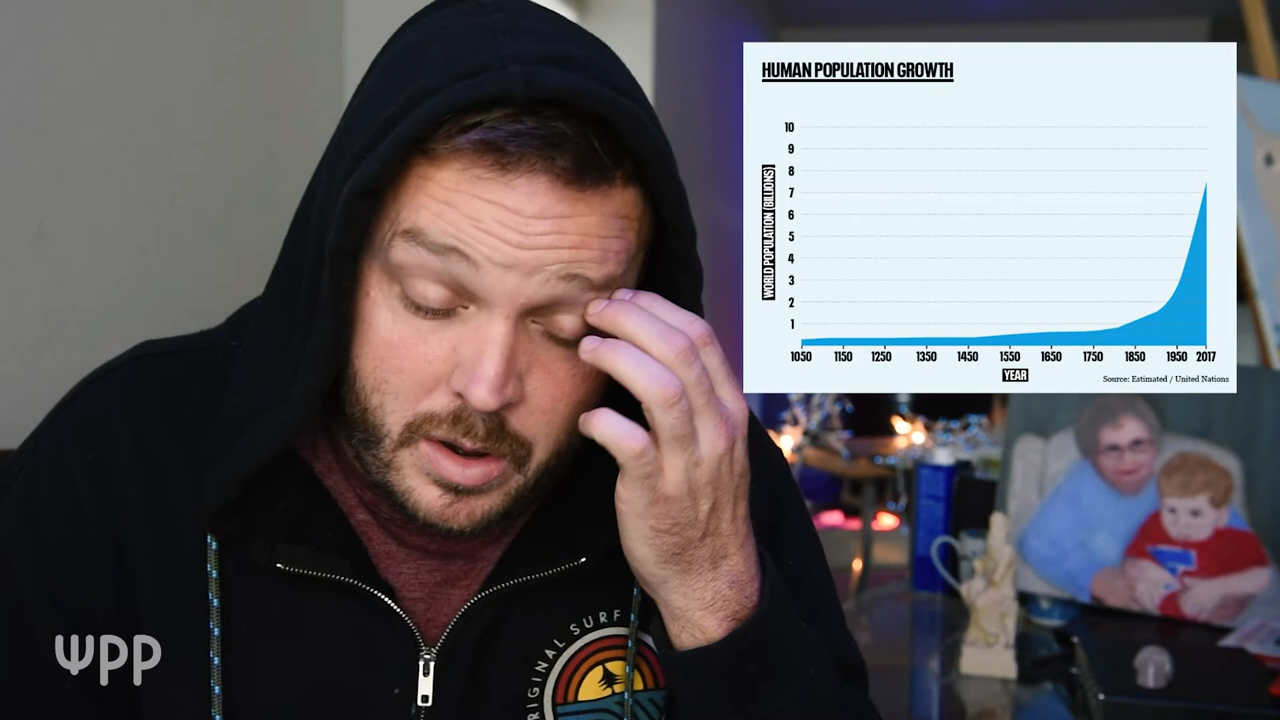 HUMAN POPULATION GROWTH
WORLD POPULATION (BILLIONS)
10
9
8
7
6
5
4
3
2
1
1050 1150 1250 1350 1450 1550 1650 1750 1850 1950 2017
YEAR
Source: Estimated / United Nations
ORIGINAL SURF
ψPP